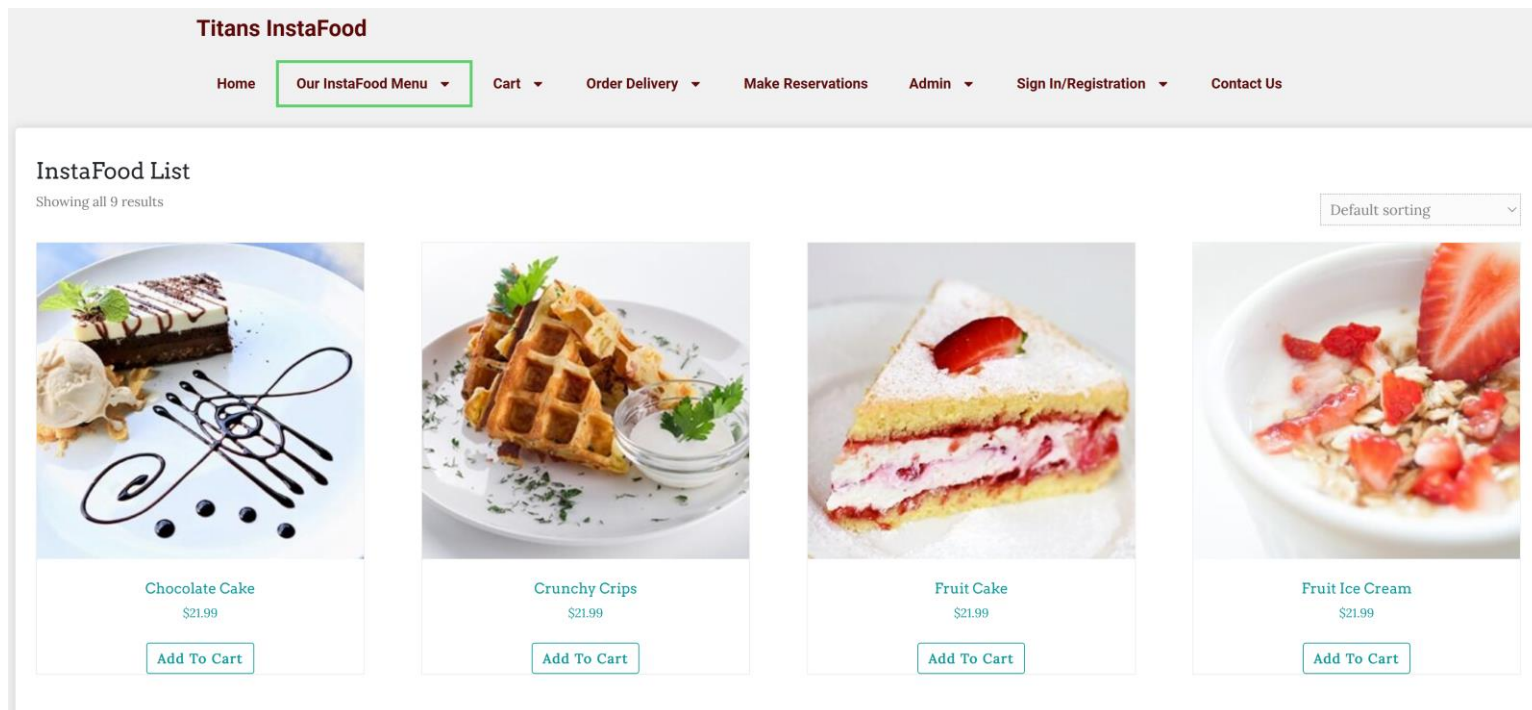 Titans InstaFood
Home Our InstaFood Menu Cart Order Delivery Make Reservations Admin Sign In/Registration Contact Us
InstaFood List
Showing all 9 results
Default sorting
Chocolate Cake Crunchy Crips Fruit Cake Fruit Ice Cream
$21.99 $21.99 $21.99 $21.99
Add To Cart Add To Cart Add To Cart Add To Cart